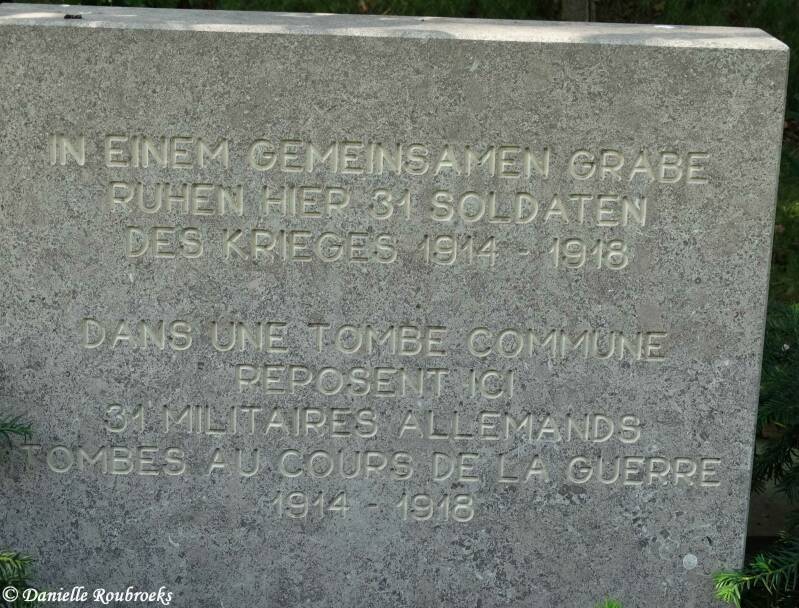 IN EINEM GEMEINSAMEN GRABE
RUHEN HIER 31 SOLDATEN
DES KRIEGES 1914 - 1918
DANS UNE TOMBE COMMUNE
REPOSENT ICI
31 MILITAIRES ALLEMANDS
TOMBES AU COURS DE LA GUERRE
1914 - 1918
© Danielle Roubroeks